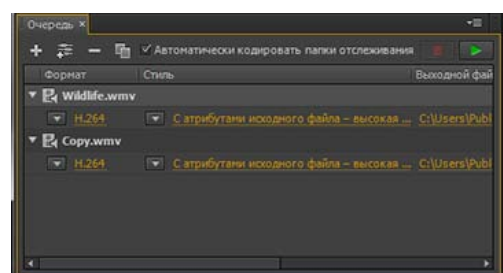 Очередь ×
Автоматически кодировать папки отслеживания
Формат Стиль Выходной фай
Wildlife.wmv
H.264 С атрибутами исходного файла – высокая ... C:\Users\Publ
Copy.wmv
H.264 С атрибутами исходного файла – высокая ... C:\Users\Publ